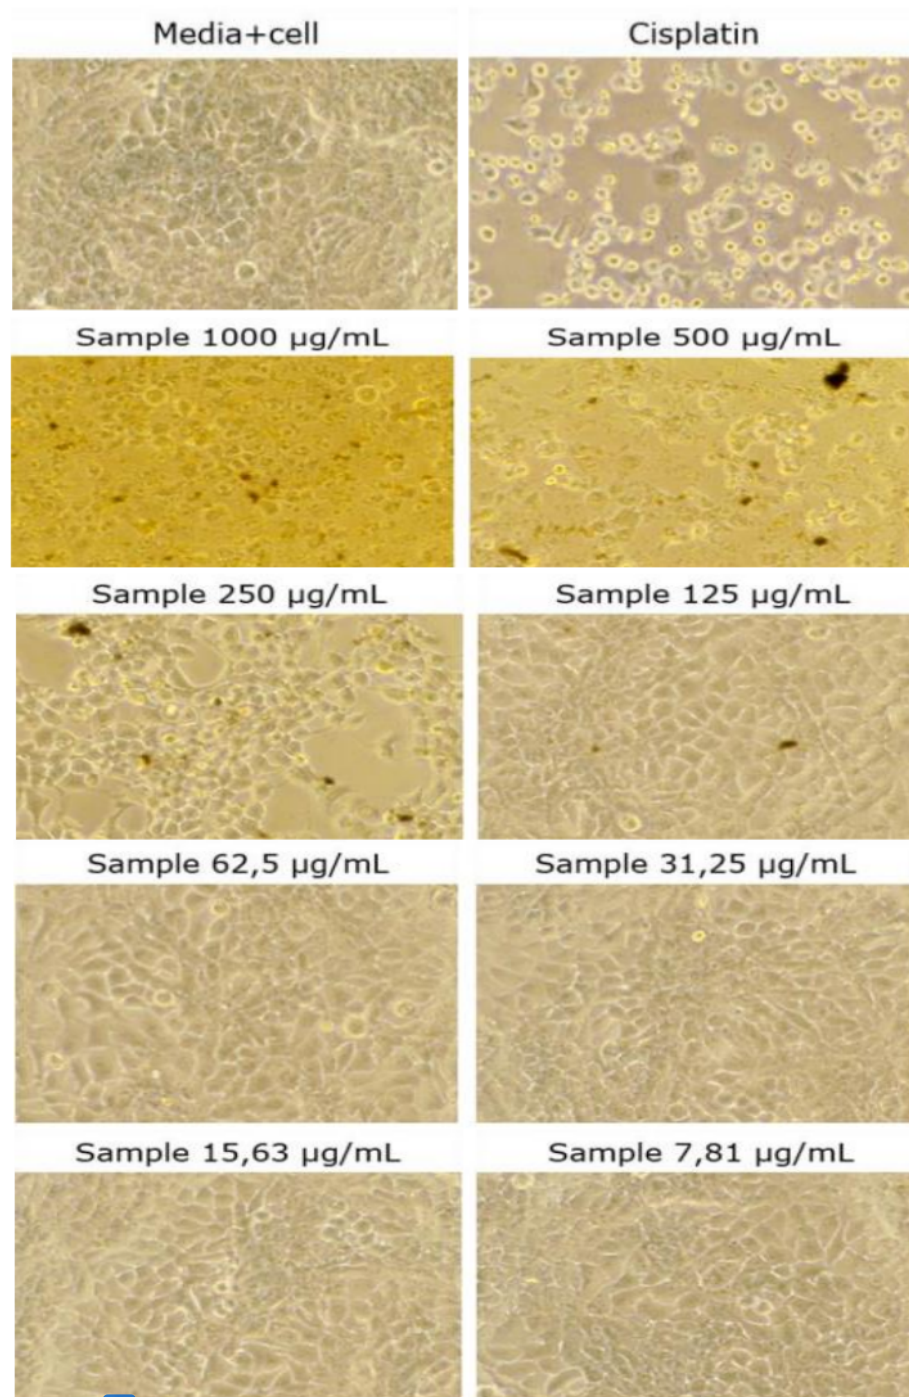 Media+cell
Cisplatin
Sample 1000 µg/mL
Sample 500 µg/mL
Sample 250 µg/mL
Sample 125 µg/mL
Sample 62,5 µg/mL
Sample 31,25 µg/mL
Sample 15,63 µg/mL
Sample 7,81 µg/mL